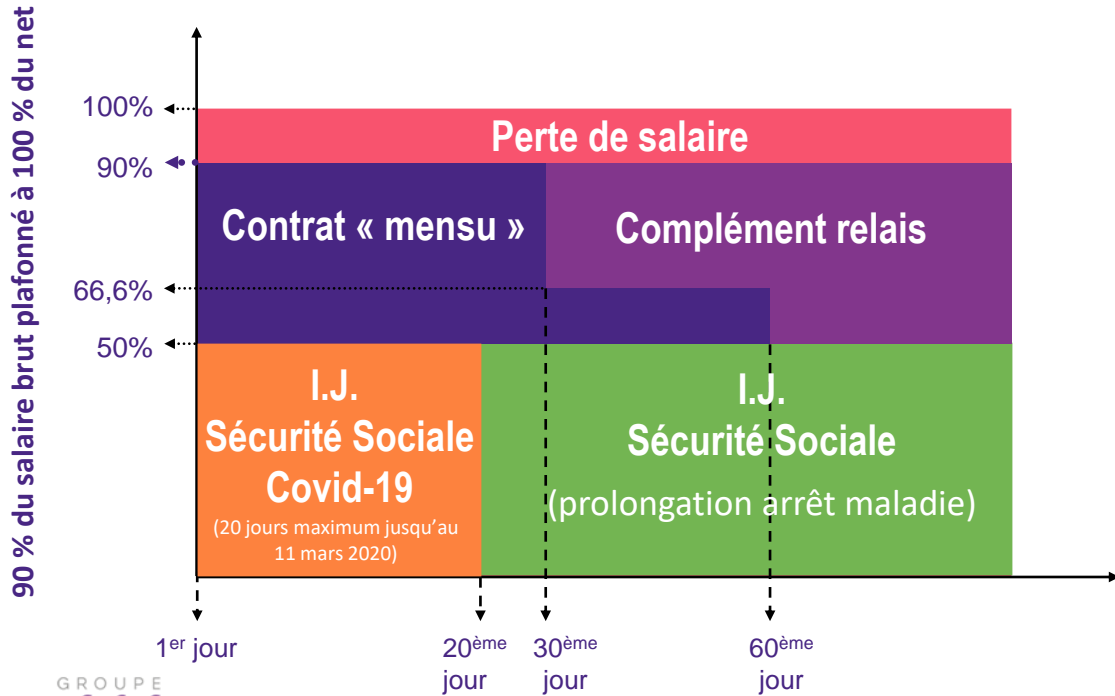 90 % du salaire brut plafonné à 100 % du net
100%
Perte de salaire
90%
Contrat « mensu »
Complément relais
66,6%
50%
I.J.
Sécurité Sociale
Covid-19
(20 jours maximum jusqu'au
11 mars 2020)
I.J.
Sécurité Sociale
(prolongation arrêt maladie)
1er jour
20ème
jour
30ème
jour
60ème
jour
GROUPE